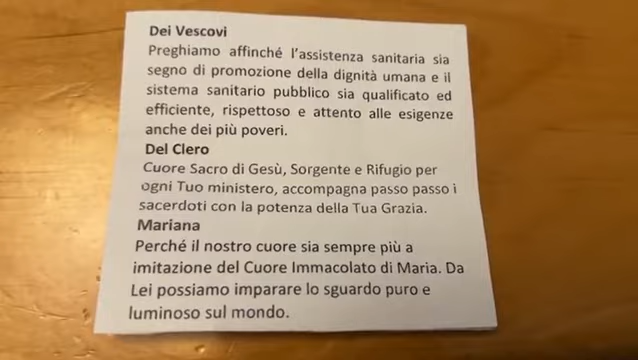 Dei Vescovi
Preghiamo affinché l'assistenza sanitaria sia
segno di promozione della dignità umana e il
sistema sanitario pubblico sia qualificato ed
efficiente, rispettoso e attento alle esigenze
anche dei più poveri.
Del Clero
Cuore Sacro di Gesù, Sorgente e Rifugio per
ogni Tuo ministero, accompagna passo passo i
sacerdoti con la potenza della Tua Grazia.
Mariana
Perché il nostro cuore sia sempre più a
imitazione del Cuore Immacolato di Maria. Da
Lei possiamo imparare lo sguardo puro e
luminoso sul mondo.